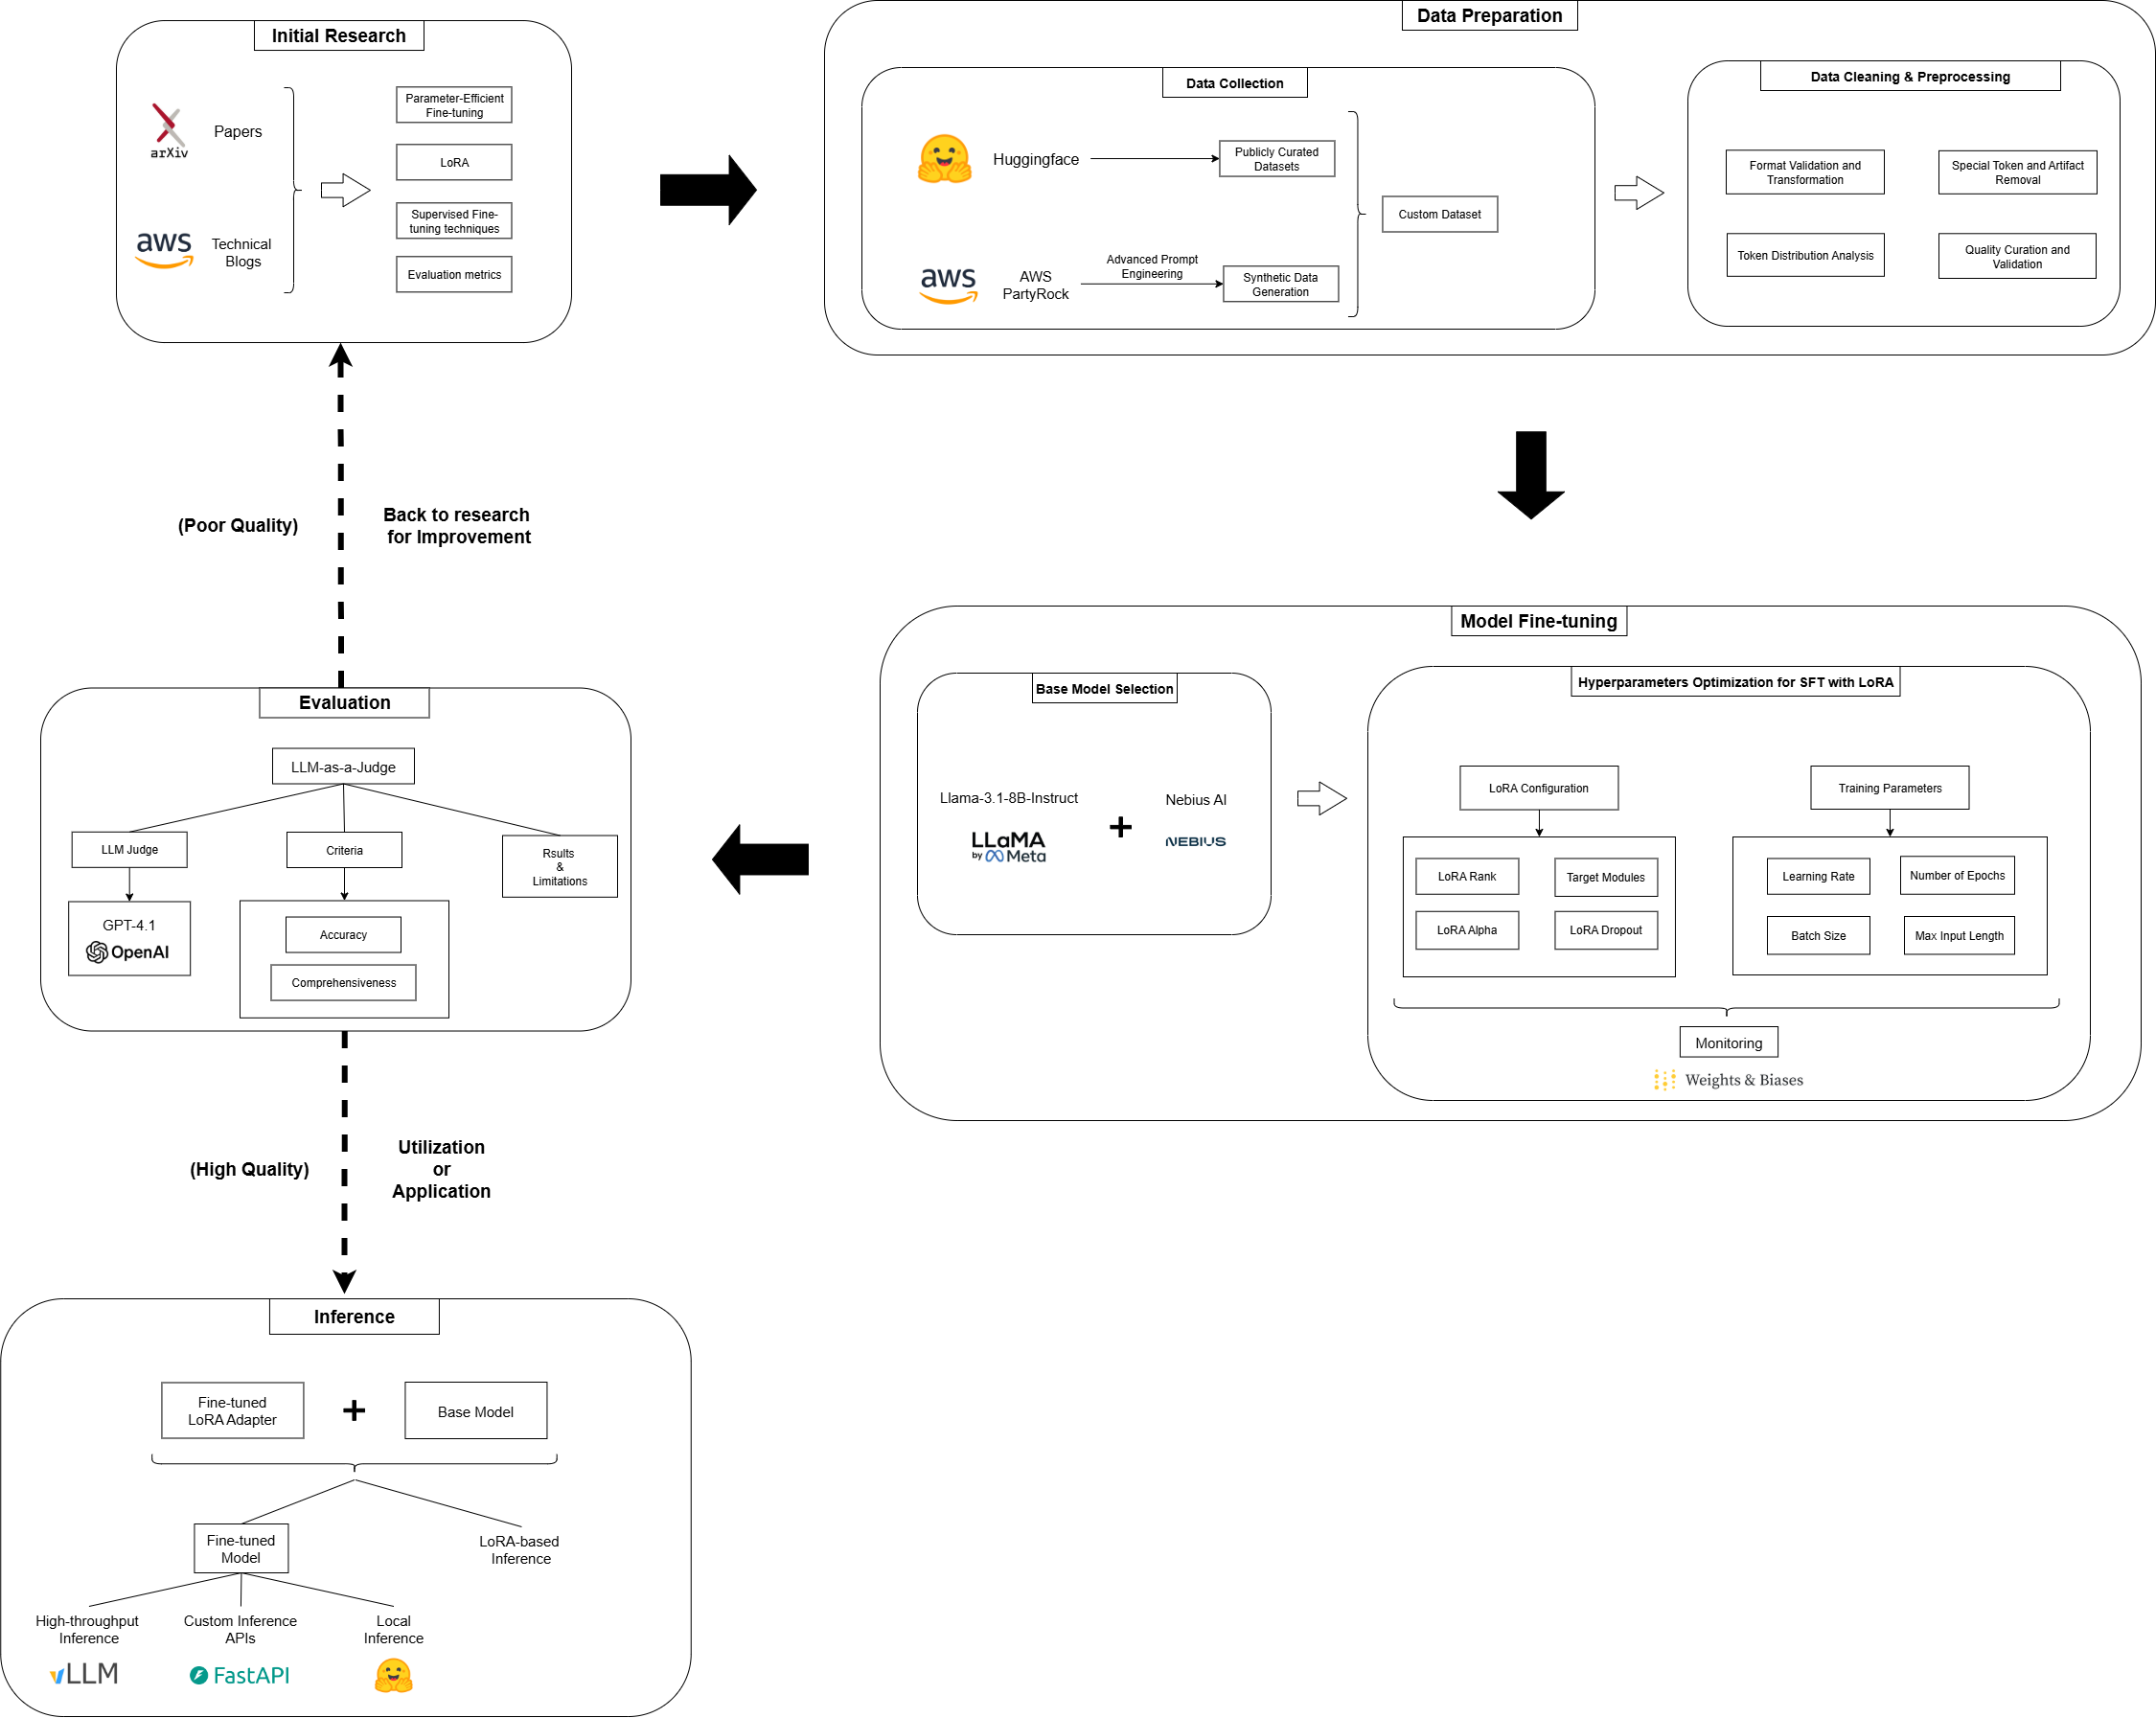 Initial Research
arXiv
Papers
aws
Technical
Blogs
Parameter-Efficient
Fine-tuning
LoRA
Supervised Fine-
tuning techniques
Evaluation metrics
Data Preparation
Data Collection
Huggingface
Publicly Curated
Datasets
aws
AWS
PartyRock
Advanced Prompt
Engineering
Synthetic Data
Generation
Custom Dataset
Data Cleaning & Preprocessing
Format Validation and
Transformation
Special Token and Artifact
Removal
Token Distribution Analysis
Quality Curation and
Validation
(Poor Quality)
Back to research
for Improvement
Model Fine-tuning
Base Model Selection
Llama-3.1-8B-Instruct
LLaMA
by Meta
+
Nebius AI
NEBIUS
Hyperparameters Optimization for SFT with LoRA
LoRA Configuration
LoRA Rank
Target Modules
LoRA Alpha
LoRA Dropout
Training Parameters
Learning Rate
Number of Epochs
Batch Size
Max Input Length
Monitoring
Weights & Biases
Evaluation
LLM-as-a-Judge
LLM Judge
GPT-4.1
OpenAI
Criteria
Accuracy
Comprehensiveness
Rsults
&
Limitations
(High Quality)
Utilization
or
Application
Inference
Fine-tuned
LoRA Adapter
+
Base Model
Fine-tuned
Model
LoRA-based
Inference
High-throughput
Inference
vLLM
Custom Inference
APIs
FastAPI
Local
Inference